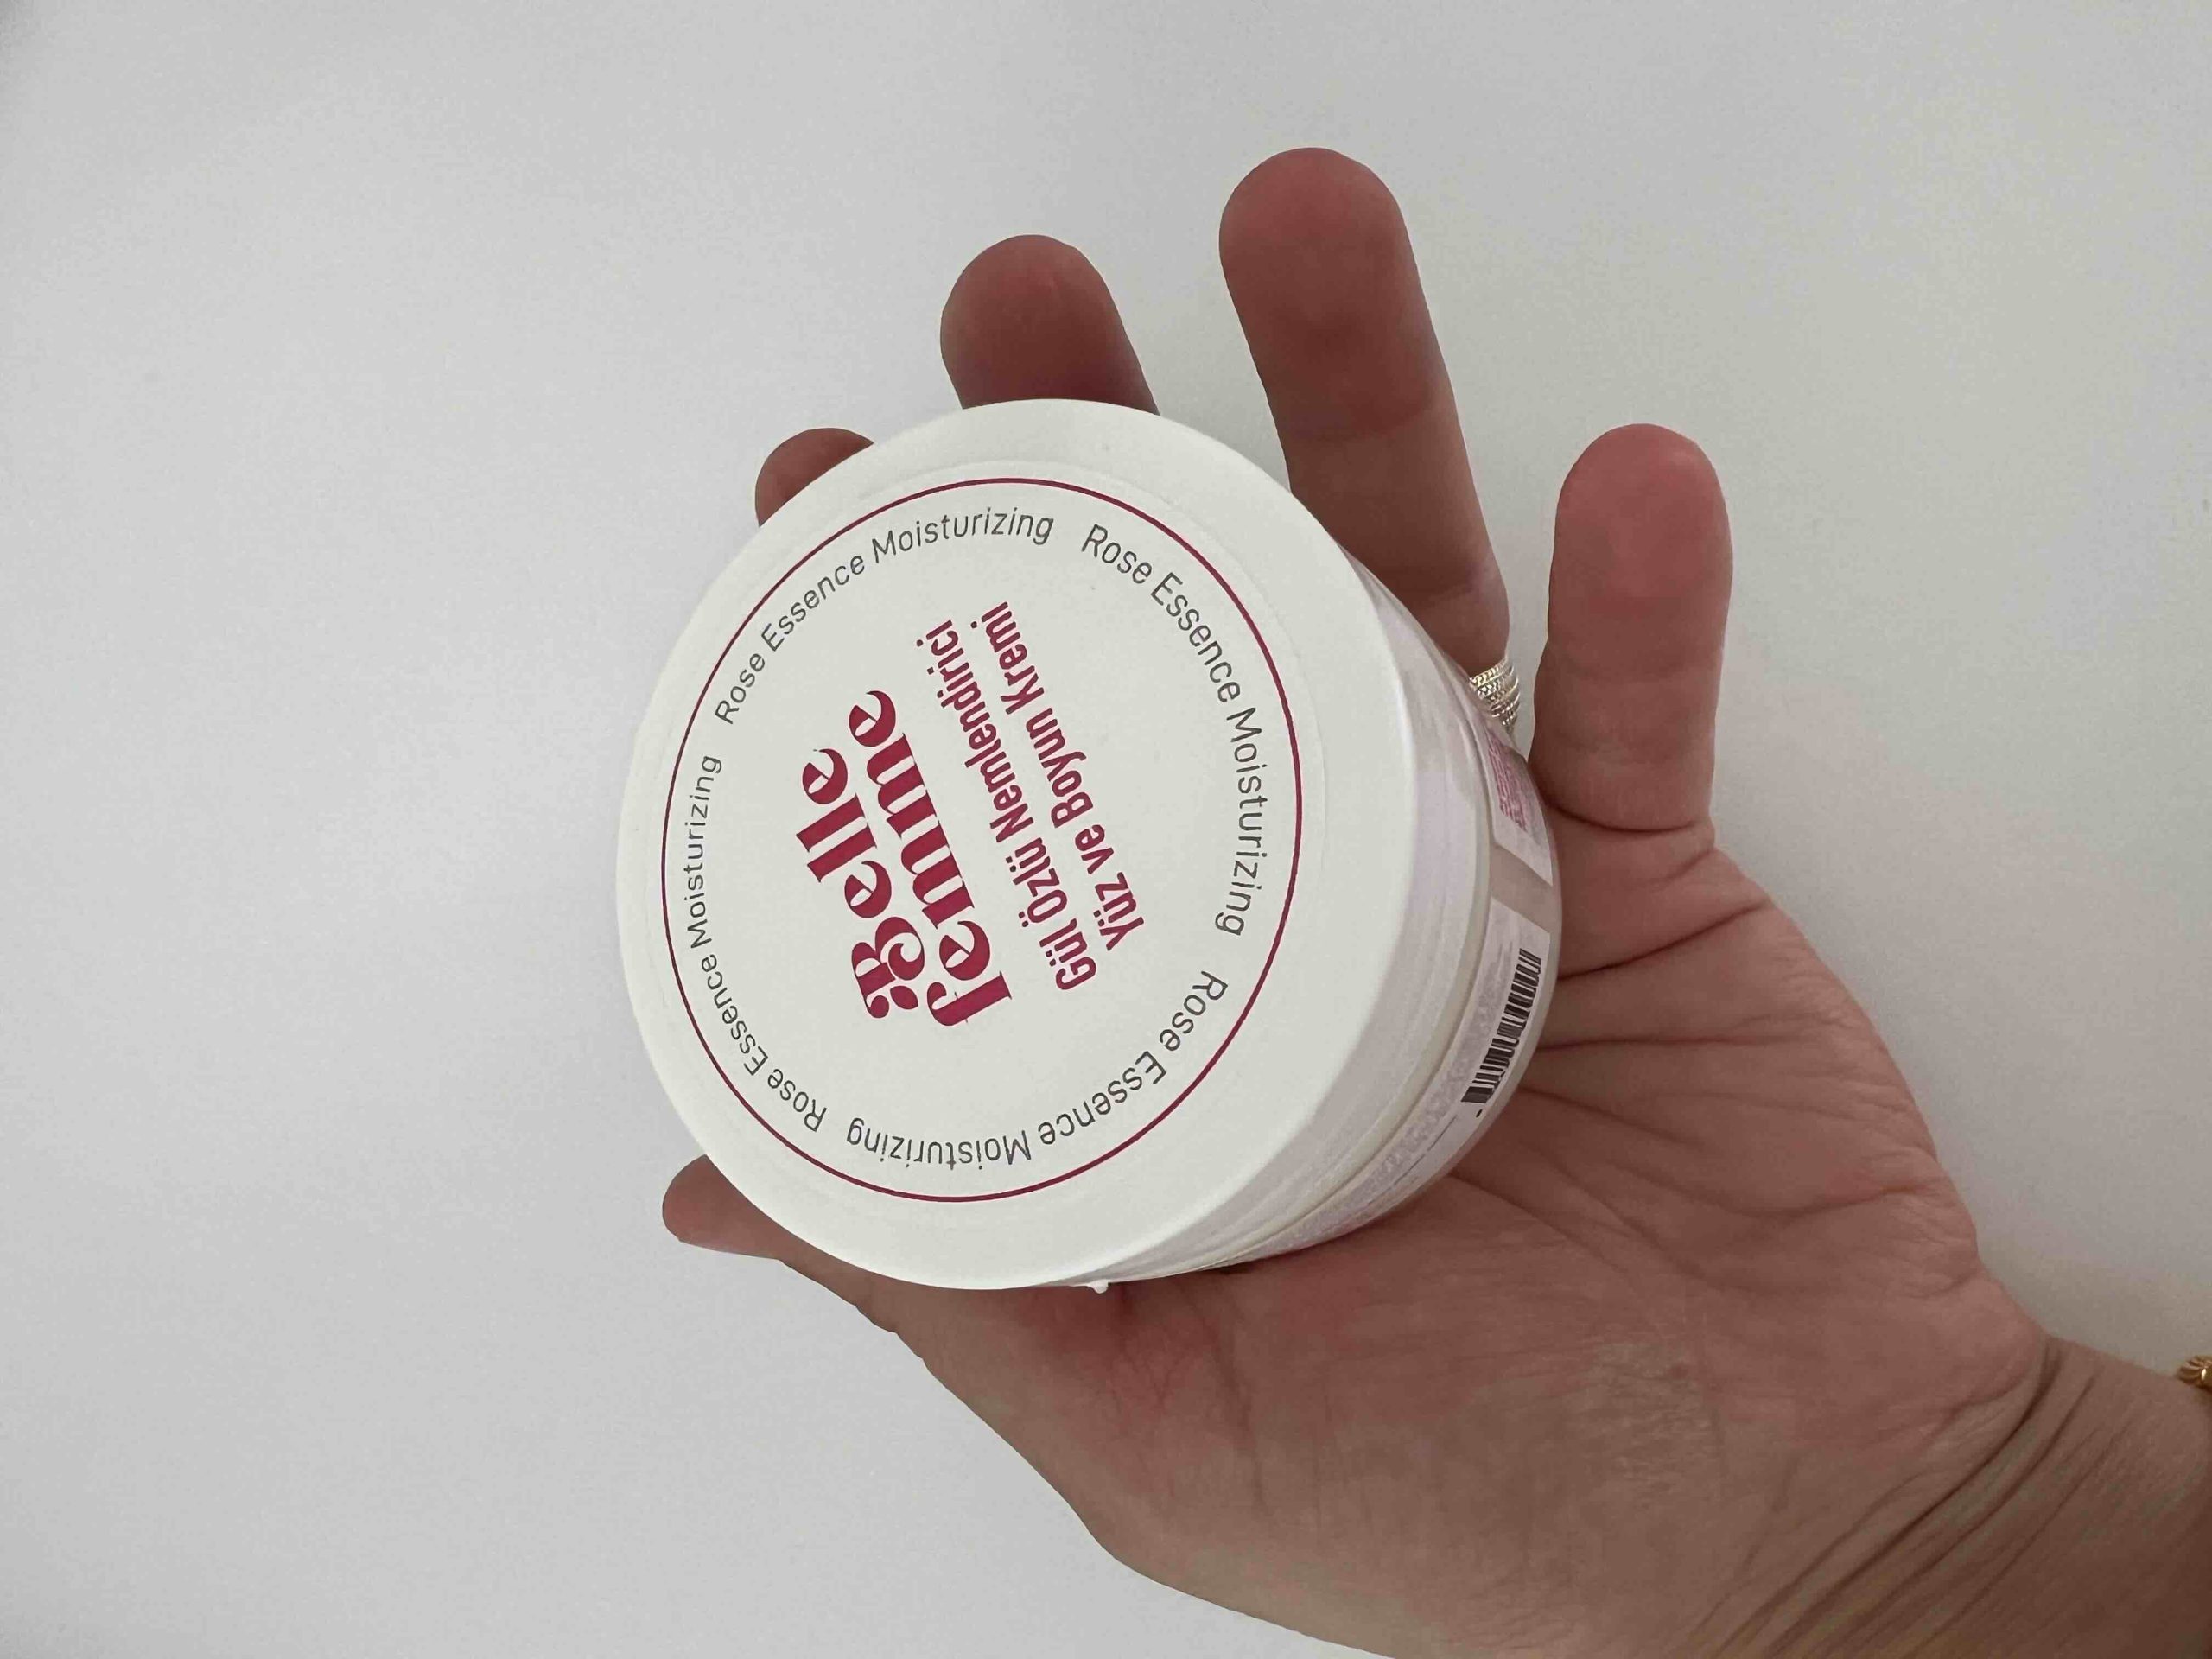 Belle
femme
Gül Özlü Nemlendirici
Yüz ve Boyun Kremi
Rose Essence Moisturizing
Rose Essence Moisturizing
Rose Essence Moisturizing
Rose Essence Moisturizing